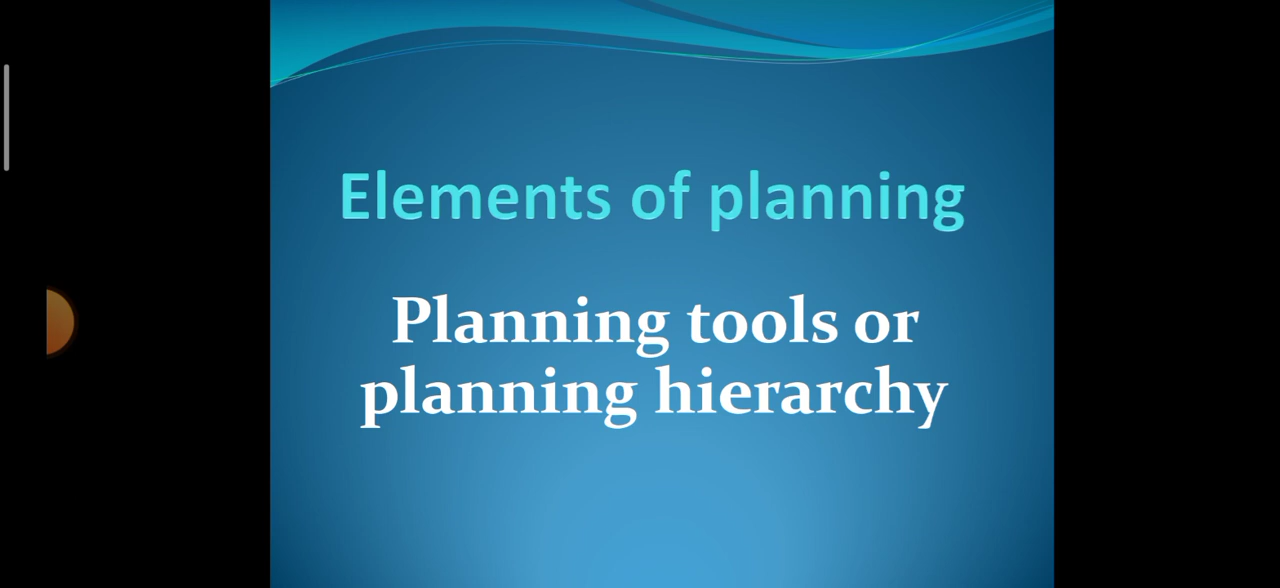 Elements of planning
Planning tools or
planning hierarchy